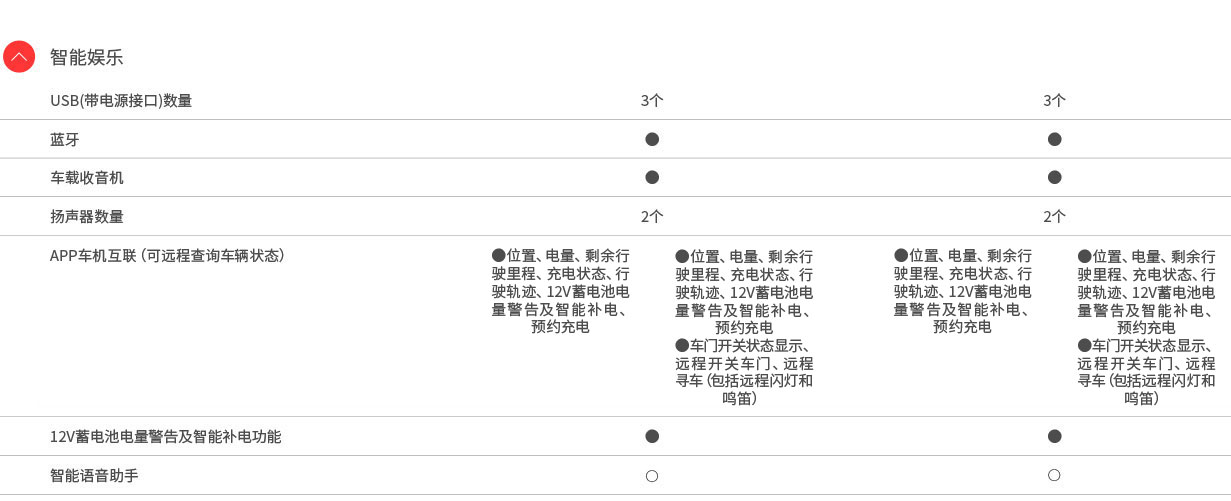 智能娱乐
USB(带电源接口)数量 3个 3个
蓝牙 ● ●
车载收音机 ● ●
扬声器数量 2个 2个
APP车机互联（可远程查询车辆状态）
●位置、电量、剩余行
驶里程、充电状态、行
驶轨迹、12V蓄电池电
量警告及智能补电、
预约充电
●位置、电量、剩余行
驶里程、充电状态、行
驶轨迹、12V蓄电池电
量警告及智能补电、
预约充电
●车门开关状态显示、
远程开关车门、远程
寻车（包括远程闪灯和
鸣笛）
●位置、电量、剩余行
驶里程、充电状态、行
驶轨迹、12V蓄电池电
量警告及智能补电、
预约充电
●位置、电量、剩余行
驶里程、充电状态、行
驶轨迹、12V蓄电池电
量警告及智能补电、
预约充电
●车门开关状态显示、
远程开关车门、远程
寻车（包括远程闪灯和
鸣笛）
12V蓄电池电量警告及智能补电功能 ● ●
智能语音助手 ○ ○